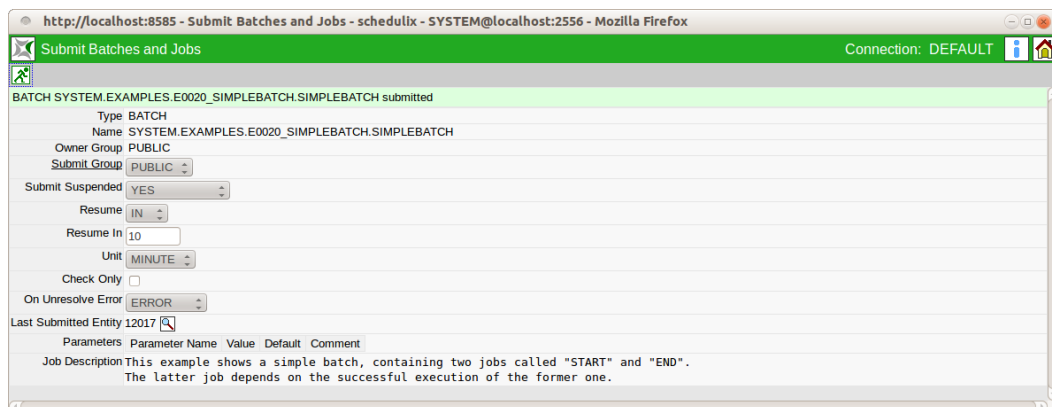 http://localhost:8585 - Submit Batches and Jobs - schedulix - SYSTEM@localhost:2556 - Mozilla Firefox
Submit Batches and Jobs Connection: DEFAULT
BATCH SYSTEM.EXAMPLES.E0020_SIMPLEBATCH.SIMPLEBATCH submitted
Type BATCH
Name SYSTEM.EXAMPLES.E0020_SIMPLEBATCH.SIMPLEBATCH
Owner Group PUBLIC
Submit Group PUBLIC
Submit Suspended YES
Resume IN
Resume In 10
Unit MINUTE
Check Only
On Unresolve Error ERROR
Last Submitted Entity 12017
Parameters Parameter Name Value Default Comment
Job Description This example shows a simple batch, containing two jobs called "START" and "END".
The latter job depends on the successful execution of the former one.